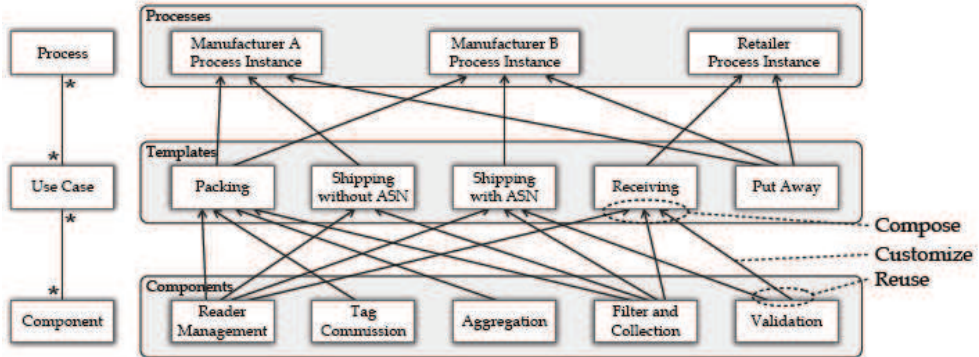 Processes
Process
Manufacturer A
Process Instance
Manufacturer B
Process Instance
Retailer
Process Instance
*
*
Templates
Use Case
Packing
Shipping
without ASN
Shipping
with ASN
Receiving
Put Away
*
Compose
Customize
Reuse
*
Components
Component
Reader
Management
Tag
Commission
Aggregation
Filter and
Collection
Validation